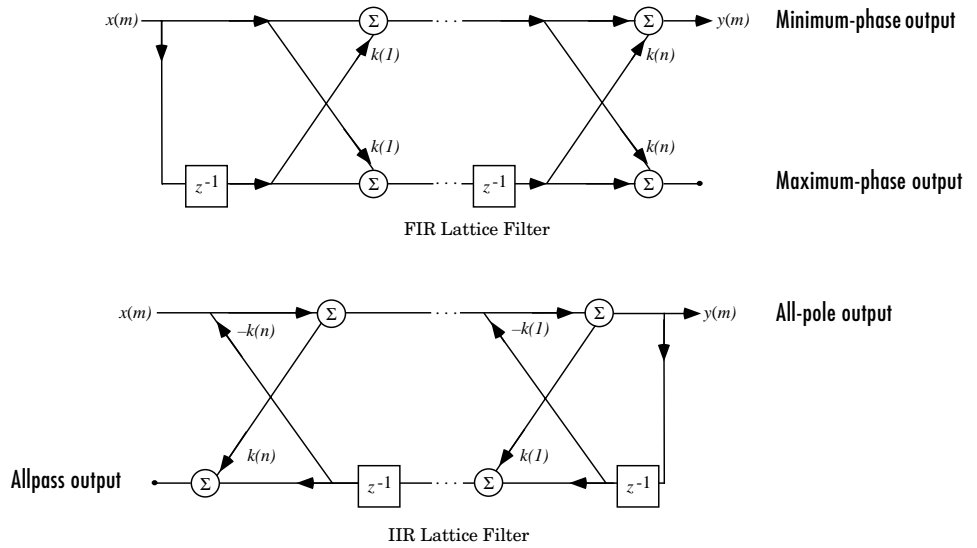 x(m) Σ · · · Σ y(m) Minimum-phase output
k(1) k(n)
k(1) k(n)
z⁻¹ Σ · · · z⁻¹ Σ Maximum-phase output
FIR Lattice Filter
x(m) Σ · · · Σ y(m) All-pole output
–k(n) –k(1)
k(n) k(1)
Allpass output Σ z⁻¹ · · · Σ z⁻¹
IIR Lattice Filter